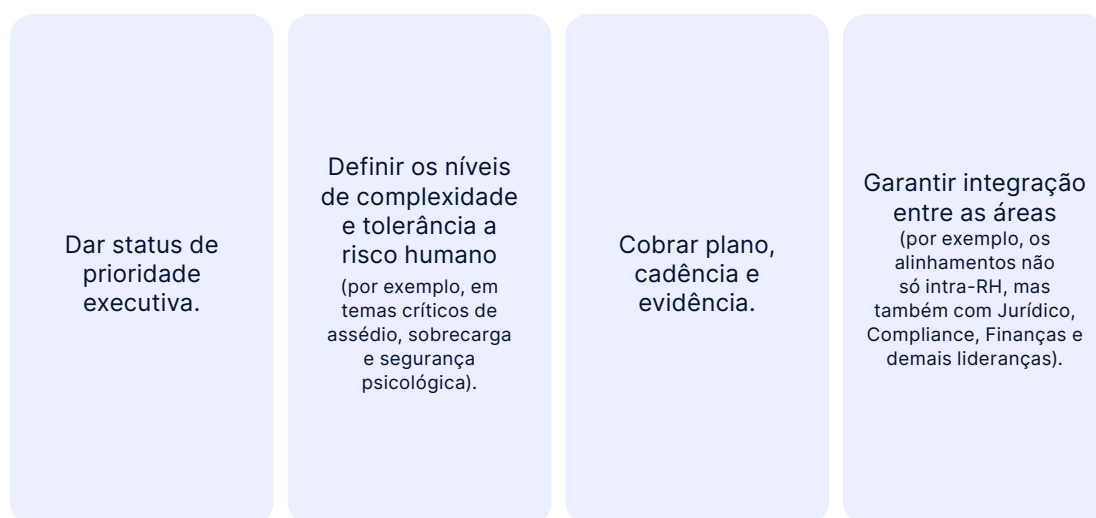 Dar status de
prioridade
executiva.
Definir os níveis
de complexidade
e tolerância a
risco humano
(por exemplo, em
temas críticos de
assédio, sobrecarga
e segurança
psicológica).
Cobrar plano,
cadência e
evidência.
Garantir integração
entre as áreas
(por exemplo, os
alinhamentos não
só intra-RH, mas
também com Jurídico,
Compliance, Finanças e
demais lideranças).